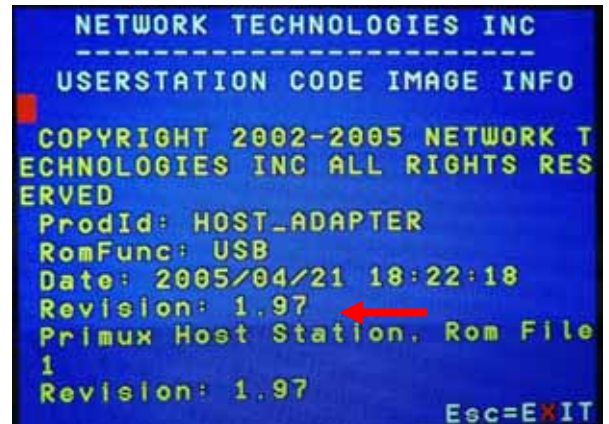 NETWORK TECHNOLOGIES INC
--------------------------
USERSTATION CODE IMAGE INFO
COPYRIGHT 2002-2005 NETWORK T
ECHNOLOGIES INC ALL RIGHTS RES
ERVED
ProdId: HOST_ADAPTER
RomFunc: USB
Date: 2005/04/21 18:22:18
Revision: 1.97
Primux Host Station, Rom File
1
Revision: 1.97
Esc=EXIT